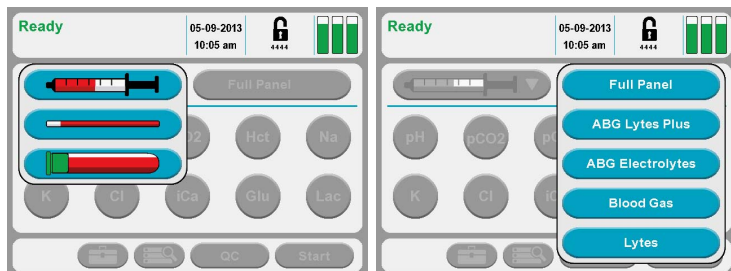 Ready
05-09-2013
10:05 am
4444
Full Panel
O2
Hct
Na
K
Cl
iCa
Glu
Lac
QC
Start
Ready
05-09-2013
10:05 am
4444
Full Panel
ABG Lytes Plus
ABG Electrolytes
Blood Gas
Lytes
pH
pCO2
pO
K
Cl
iC